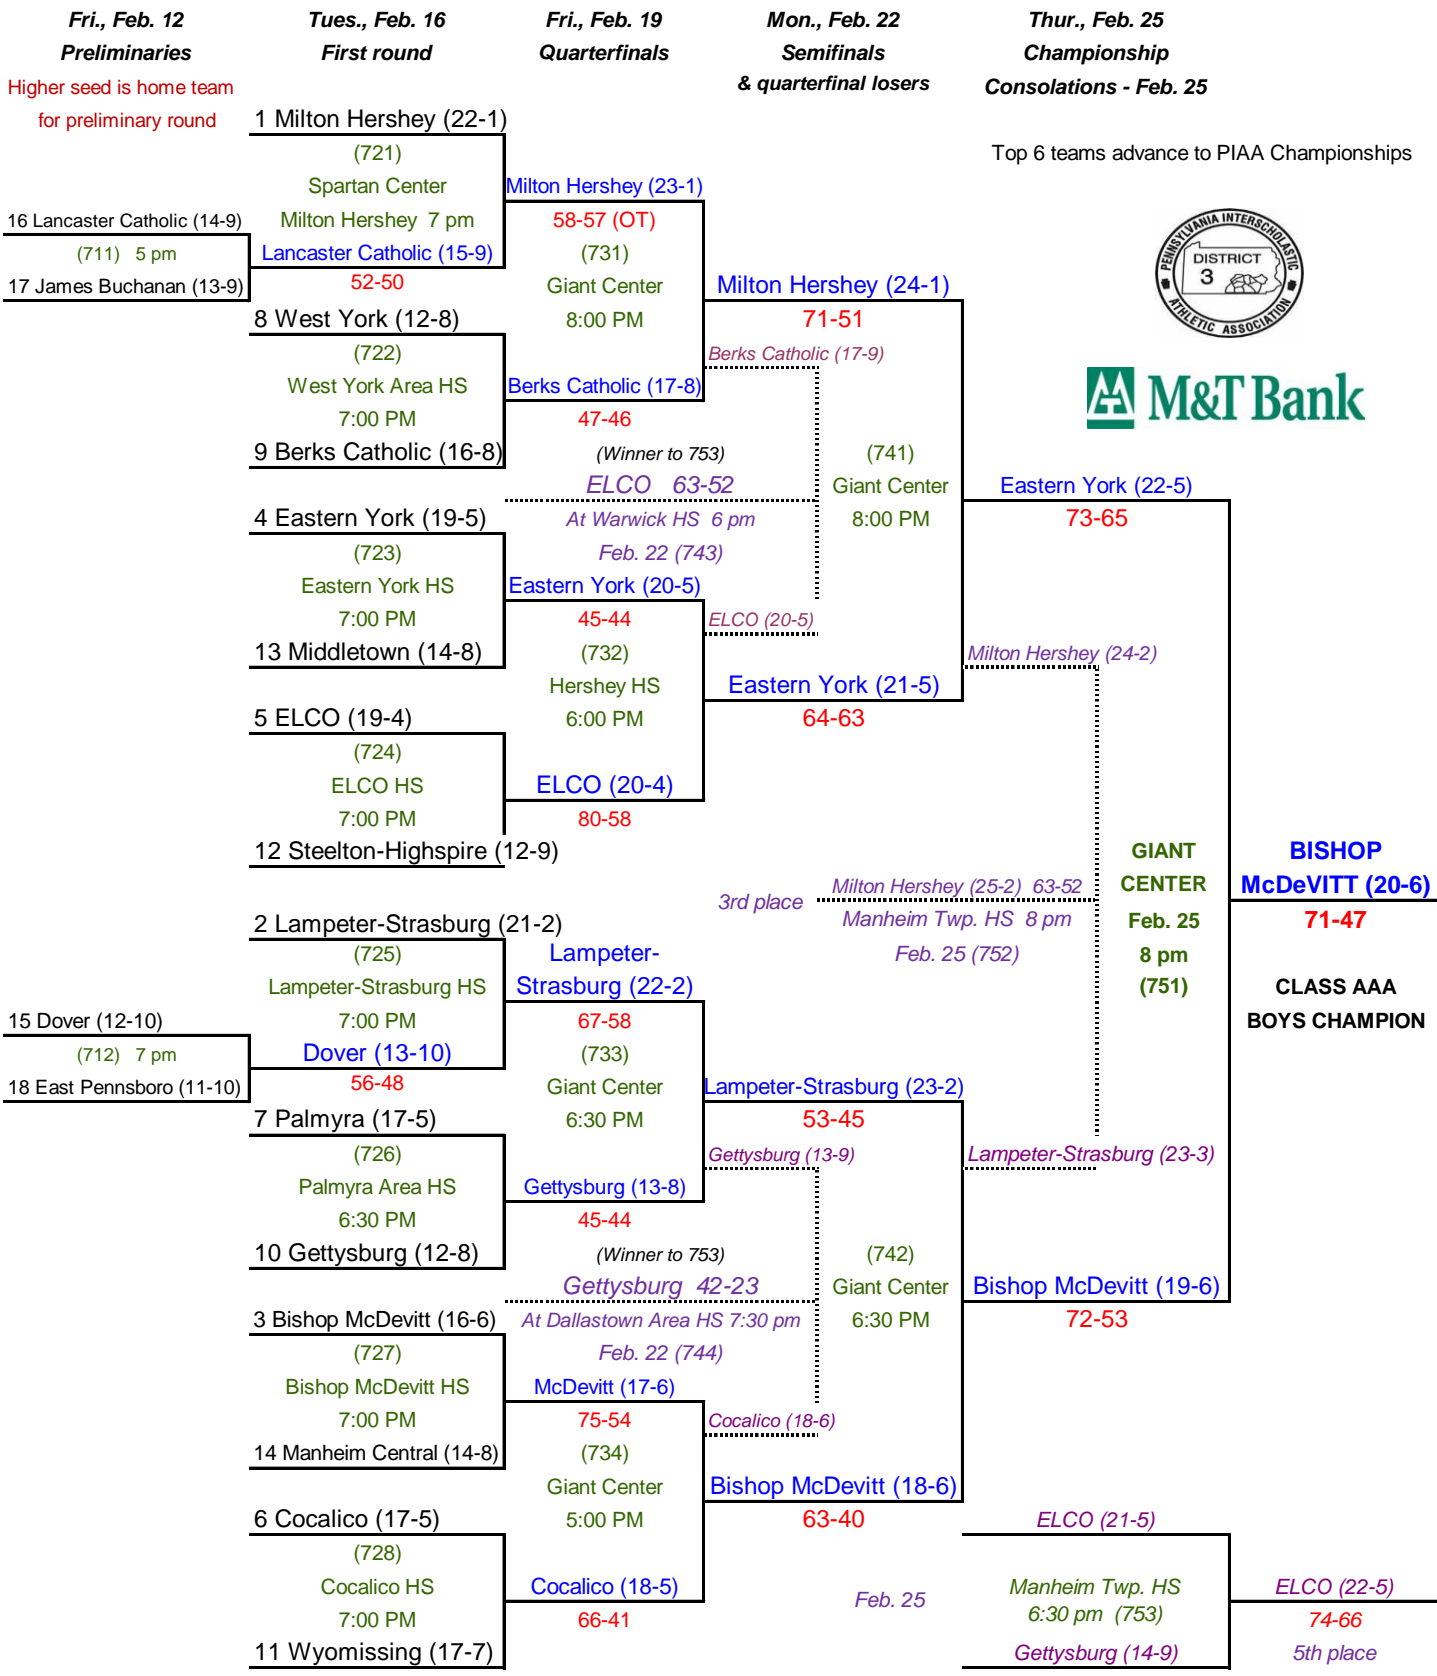 Fri., Feb. 12
Preliminaries
Higher seed is home team
for preliminary round
16 Lancaster Catholic (14-9)
(711) 5 pm
17 James Buchanan (13-9)
15 Dover (12-10)
(712) 7 pm
18 East Pennsboro (11-10)
Tues., Feb. 16
First round
1 Milton Hershey (22-1)
(721)
Spartan Center
Milton Hershey 7 pm
Lancaster Catholic (15-9)
52-50
8 West York (12-8)
(722)
West York Area HS
7:00 PM
9 Berks Catholic (16-8)
4 Eastern York (19-5)
(723)
Eastern York HS
7:00 PM
13 Middletown (14-8)
5 ELCO (19-4)
(724)
ELCO HS
7:00 PM
12 Steelton-Highspire (12-9)
2 Lampeter-Strasburg (21-2)
(725)
Lampeter-Strasburg HS
7:00 PM
Dover (13-10)
56-48
7 Palmyra (17-5)
(726)
Palmyra Area HS
6:30 PM
10 Gettysburg (12-8)
3 Bishop McDevitt (16-6)
(727)
Bishop McDevitt HS
7:00 PM
14 Manheim Central (14-8)
6 Cocalico (17-5)
(728)
Cocalico HS
7:00 PM
11 Wyomissing (17-7)
Fri., Feb. 19
Quarterfinals
Milton Hershey (23-1)
58-57 (OT)
(731)
Giant Center
8:00 PM
Berks Catholic (17-8)
47-46
(Winner to 753)
ELCO 63-52
At Warwick HS 6 pm
Feb. 22 (743)
Eastern York (20-5)
45-44
(732)
Hershey HS
6:00 PM
ELCO (20-4)
80-58
Lampeter-
Strasburg (22-2)
67-58
(733)
Giant Center
6:30 PM
Gettysburg (13-8)
45-44
(Winner to 753)
Gettysburg 42-23
At Dallastown Area HS 7:30 pm
Feb. 22 (744)
McDevitt (17-6)
75-54
(734)
Giant Center
5:00 PM
Cocalico (18-5)
66-41
Mon., Feb. 22
Semifinals
& quarterfinal losers
Milton Hershey (24-1)
71-51
Berks Catholic (17-9)
(741)
Giant Center
8:00 PM
ELCO (20-5)
Eastern York (21-5)
64-63
3rd place
Milton Hershey (25-2) 63-52
Manheim Twp. HS 8 pm
Feb. 25 (752)
Lampeter-Strasburg (23-2)
53-45
Gettysburg (13-9)
(742)
Giant Center
6:30 PM
Cocalico (18-6)
Bishop McDevitt (18-6)
63-40
Feb. 25
Thur., Feb. 25
Championship
Consolations - Feb. 25
Top 6 teams advance to PIAA Championships
PENNSYLVANIA INTERSCHOLASTIC
DISTRICT
3
ATHLETIC ASSOCIATION
M&T Bank
Eastern York (22-5)
73-65
Milton Hershey (24-2)
GIANT
CENTER
Feb. 25
8 pm
(751)
Lampeter-Strasburg (23-3)
Bishop McDevitt (19-6)
72-53
BISHOP
McDeVITT (20-6)
71-47
CLASS AAA
BOYS CHAMPION
ELCO (21-5)
Manheim Twp. HS
6:30 pm (753)
Gettysburg (14-9)
ELCO (22-5)
74-66
5th place